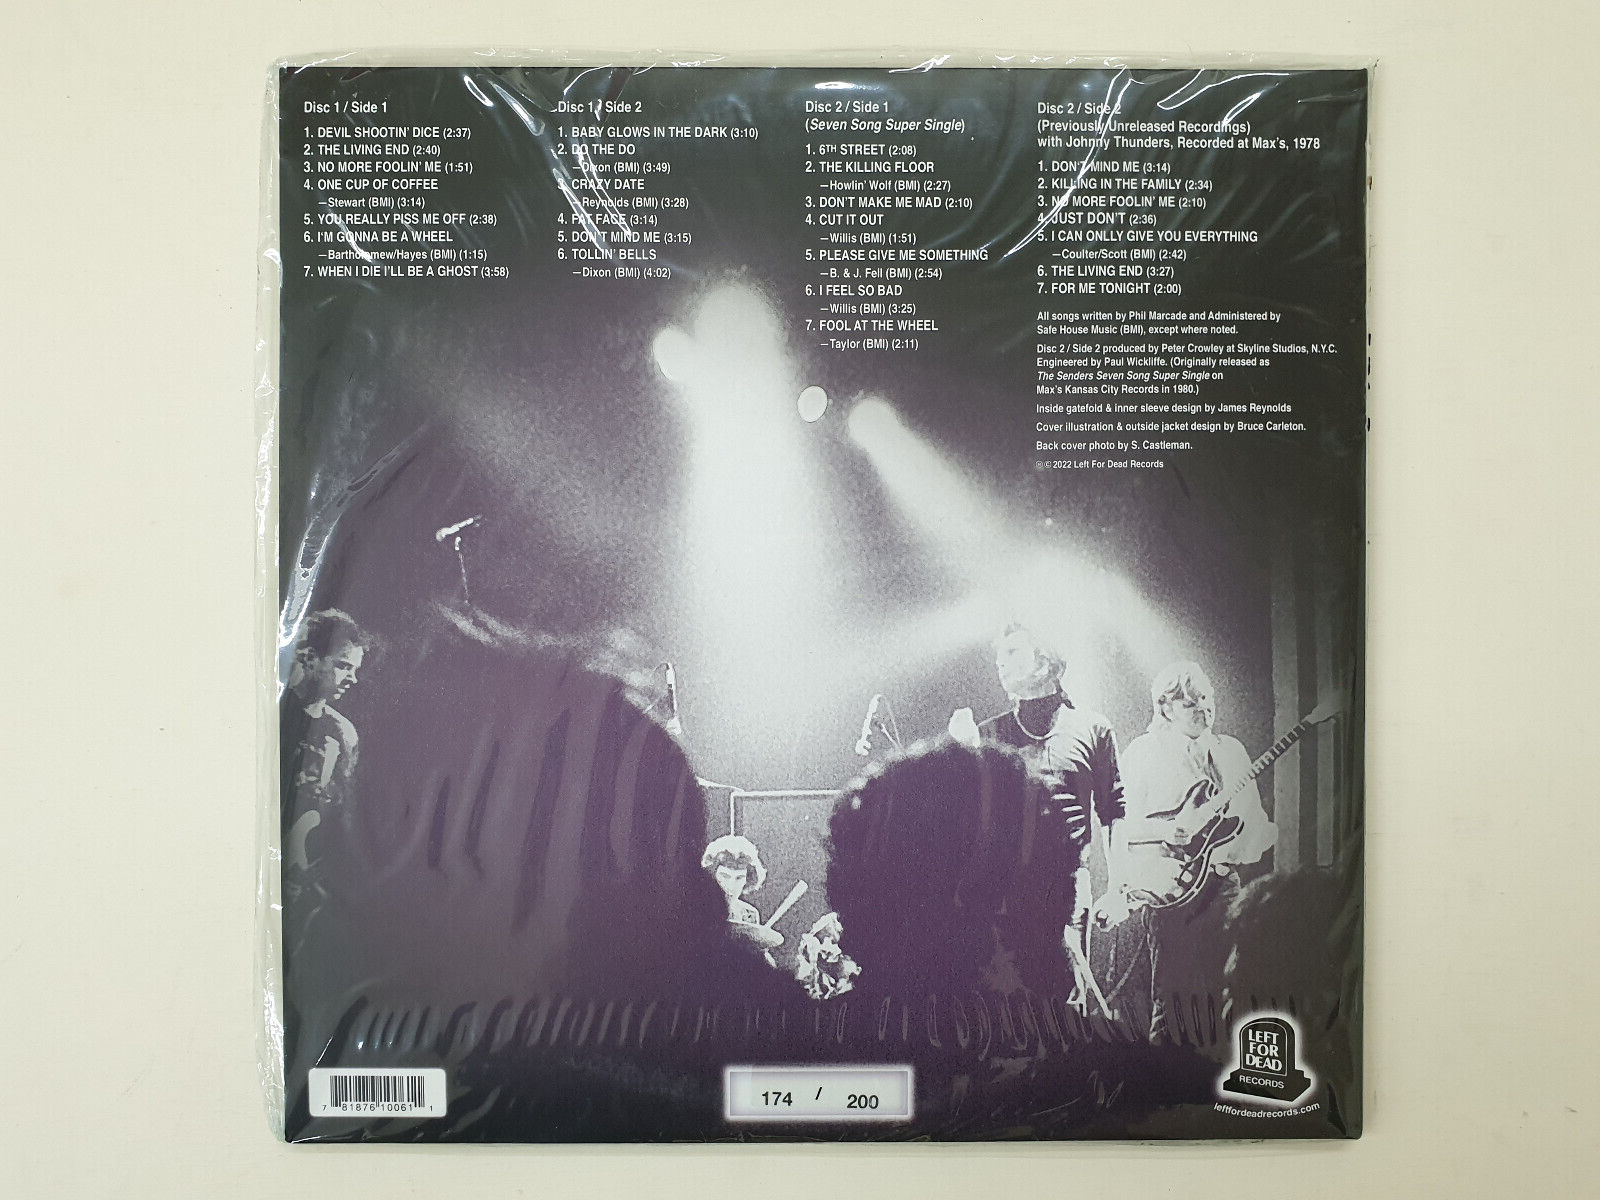 Disc 1 / Side 1
1. DEVIL SHOOTIN' DICE (2:37)
2. THE LIVING END (2:40)
3. NO MORE FOOLIN' ME (1:51)
4. ONE CUP OF COFFEE
—Stewart (BMI) (3:14)
5. YOU REALLY PISS ME OFF (2:38)
6. I'M GONNA BE A WHEEL
—Bartholomew/Hayes (BMI) (1:15)
7. WHEN I DIE I'LL BE A GHOST (3:58)
Disc 1 / Side 2
1. BABY GLOWS IN THE DARK (3:10)
2. DO THE DO
—Dixon (BMI) (3:49)
3. CRAZY DATE
—Reynolds (BMI) (3:28)
4. FAT FACE (3:14)
5. DON'T MIND ME (3:15)
6. TOLLIN' BELLS
—Dixon (BMI) (4:02)
Disc 2 / Side 1
(Seven Song Super Single)
1. 6TH STREET (2:08)
2. THE KILLING FLOOR
—Howlin' Wolf (BMI) (2:27)
3. DON'T MAKE ME MAD (2:10)
4. CUT IT OUT
—Willis (BMI) (1:51)
5. PLEASE GIVE ME SOMETHING
—B. & J. Fell (BMI) (2:54)
6. I FEEL SO BAD
—Willis (BMI) (3:25)
7. FOOL AT THE WHEEL
—Taylor (BMI) (2:11)
Disc 2 / Side 2
(Previously Unreleased Recordings)
with Johnny Thunders, Recorded at Max's, 1978
1. DON'T MIND ME (3:14)
2. KILLING IN THE FAMILY (2:34)
3. NO MORE FOOLIN' ME (2:10)
4. JUST DON'T (2:36)
5. I CAN ONLLY GIVE YOU EVERYTHING
—Coulter/Scott (BMI) (2:42)
6. THE LIVING END (3:27)
7. FOR ME TONIGHT (2:00)
All songs written by Phil Marcade and Administered by
Safe House Music (BMI), except where noted.
Disc 2 / Side 2 produced by Peter Crowley at Skyline Studios, N.Y.C.
Engineered by Paul Wickliffe. (Originally released as
The Senders Seven Song Super Single on
Max's Kansas City Records in 1980.)
Inside gatefold & inner sleeve design by James Reynolds
Cover illustration & outside jacket design by Bruce Carleton.
Back cover photo by S. Castleman.
℗ © 2022 Left For Dead Records
7 81876 10061 1
174 / 200
LEFT
FOR
DEAD
RECORDS
leftfordeadrecords.com